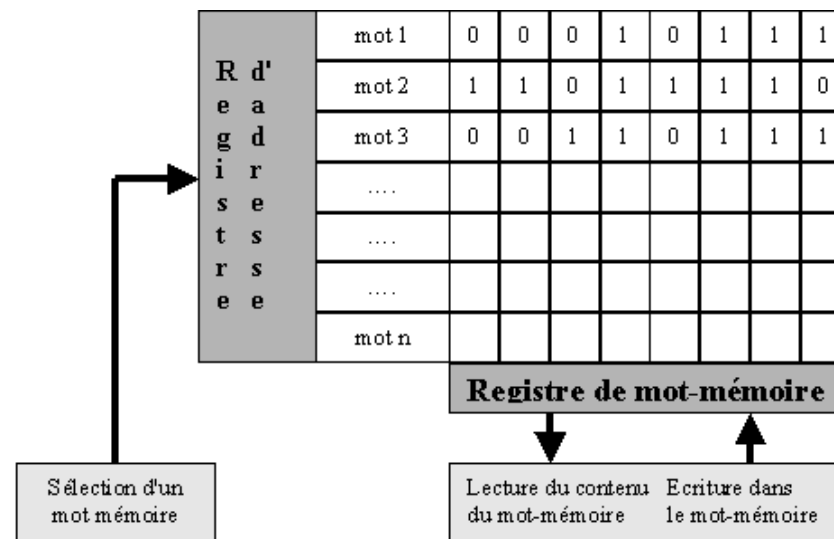 Registre d'adresse
mot 1 0 0 0 1 0 1 1 1
mot 2 1 1 0 1 1 1 1 0
mot 3 0 0 1 1 0 1 1 1
....
....
....
mot n
Registre de mot-mémoire
Sélection d'un
mot mémoire
Lecture du contenu
du mot-mémoire
Ecriture dans
le mot-mémoire